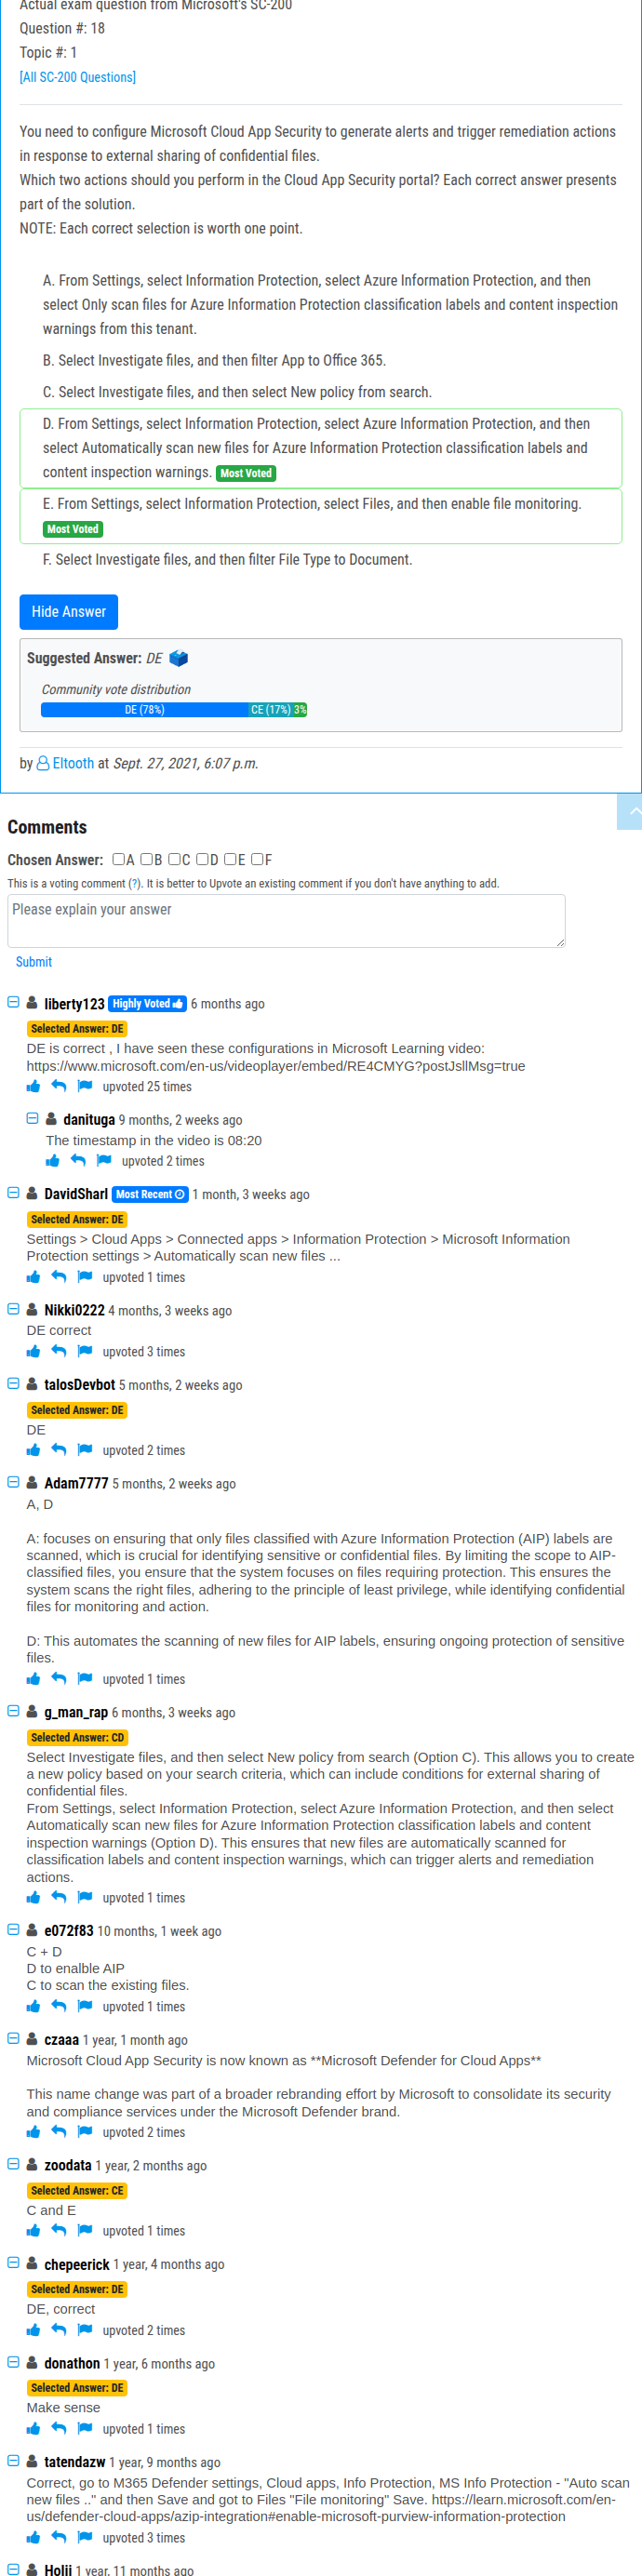 Actual exam question from Microsoft's SC-200
Question #: 18
Topic #: 1
[All SC-200 Questions]
You need to configure Microsoft Cloud App Security to generate alerts and trigger remediation actions
in response to external sharing of confidential files.
Which two actions should you perform in the Cloud App Security portal? Each correct answer presents
part of the solution.
NOTE: Each correct selection is worth one point.
A. From Settings, select Information Protection, select Azure Information Protection, and then
select Only scan files for Azure Information Protection classification labels and content inspection
warnings from this tenant.
B. Select Investigate files, and then filter App to Office 365.
C. Select Investigate files, and then select New policy from search.
D. From Settings, select Information Protection, select Azure Information Protection, and then
select Automatically scan new files for Azure Information Protection classification labels and
content inspection warnings. Most Voted
E. From Settings, select Information Protection, select Files, and then enable file monitoring.
Most Voted
F. Select Investigate files, and then filter File Type to Document.
Hide Answer
Suggested Answer: DE
Community vote distribution
DE (78%) CE (17%) 3%
by Eltooth at Sept. 27, 2021, 6:07 p.m.
Comments
Chosen Answer: A B C D E F
This is a voting comment (?). It is better to Upvote an existing comment if you don't have anything to add.
Please explain your answer
Submit
liberty123 Highly Voted 6 months ago
Selected Answer: DE
DE is correct , I have seen these configurations in Microsoft Learning video:
https://www.microsoft.com/en-us/videoplayer/embed/RE4CMYG?postJsllMsg=true
upvoted 25 times
danituga 9 months, 2 weeks ago
The timestamp in the video is 08:20
upvoted 2 times
DavidSharl Most Recent 1 month, 3 weeks ago
Selected Answer: DE
Settings > Cloud Apps > Connected apps > Information Protection > Microsoft Information
Protection settings > Automatically scan new files ...
upvoted 1 times
Nikki0222 4 months, 3 weeks ago
DE correct
upvoted 3 times
talosDevbot 5 months, 2 weeks ago
Selected Answer: DE
DE
upvoted 2 times
Adam7777 5 months, 2 weeks ago
A, D
A: focuses on ensuring that only files classified with Azure Information Protection (AIP) labels are
scanned, which is crucial for identifying sensitive or confidential files. By limiting the scope to AIP-
classified files, you ensure that the system focuses on files requiring protection. This ensures the
system scans the right files, adhering to the principle of least privilege, while identifying confidential
files for monitoring and action.
D: This automates the scanning of new files for AIP labels, ensuring ongoing protection of sensitive
files.
upvoted 1 times
g_man_rap 6 months, 3 weeks ago
Selected Answer: CD
Select Investigate files, and then select New policy from search (Option C). This allows you to create
a new policy based on your search criteria, which can include conditions for external sharing of
confidential files.
From Settings, select Information Protection, select Azure Information Protection, and then select
Automatically scan new files for Azure Information Protection classification labels and content
inspection warnings (Option D). This ensures that new files are automatically scanned for
classification labels and content inspection warnings, which can trigger alerts and remediation
actions.
upvoted 1 times
e072f83 10 months, 1 week ago
C + D
D to enalble AIP
C to scan the existing files.
upvoted 1 times
czaaa 1 year, 1 month ago
Microsoft Cloud App Security is now known as **Microsoft Defender for Cloud Apps**
This name change was part of a broader rebranding effort by Microsoft to consolidate its security
and compliance services under the Microsoft Defender brand.
upvoted 2 times
zoodata 1 year, 2 months ago
Selected Answer: CE
C and E
upvoted 1 times
chepeerick 1 year, 4 months ago
Selected Answer: DE
DE, correct
upvoted 2 times
donathon 1 year, 6 months ago
Selected Answer: DE
Make sense
upvoted 1 times
tatendazw 1 year, 9 months ago
Correct, go to M365 Defender settings, Cloud apps, Info Protection, MS Info Protection - "Auto scan
new files .." and then Save and got to Files "File monitoring" Save. https://learn.microsoft.com/en-
us/defender-cloud-apps/azip-integration#enable-microsoft-purview-information-protection
upvoted 3 times
Holii 1 year, 11 months ago